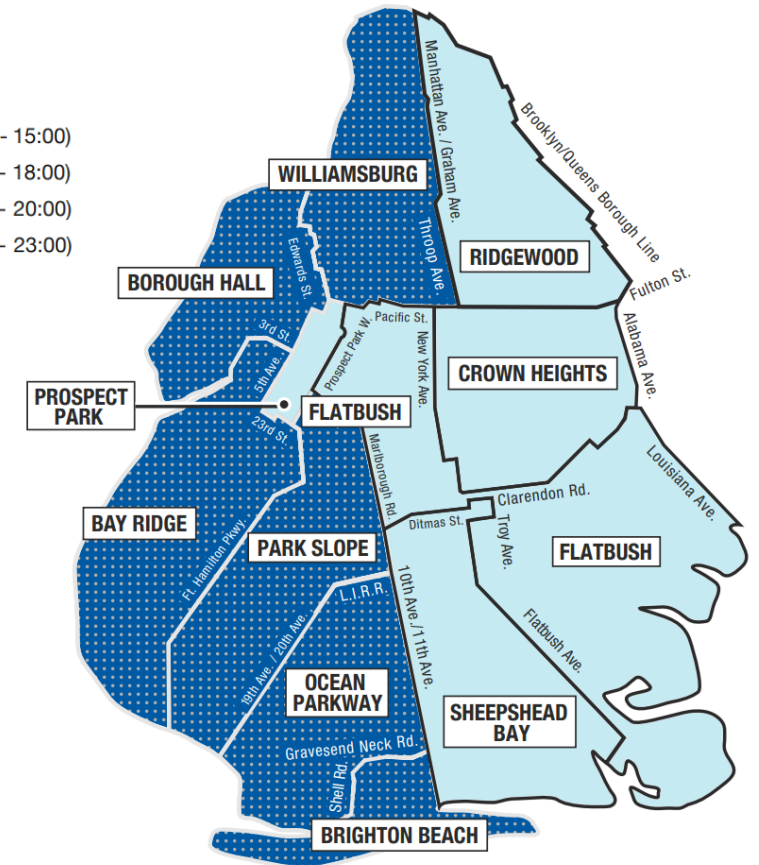 - 15:00)
- 18:00)
- 20:00)
- 23:00)
Manhattan Ave. / Graham Ave.
Brooklyn/Queens Borough Line
WILLIAMSBURG
Throop Ave.
RIDGEWOOD
Edwards St.
BOROUGH HALL
Fulton St.
3rd St.
Pacific St.
Alabama Ave.
5th Ave.
Prospect Park W.
New York Ave.
CROWN HEIGHTS
PROSPECT
PARK
FLATBUSH
23rd St.
Marlborough Rd.
Louisiana Ave.
Clarendon Rd.
BAY RIDGE
Ditmas St.
Troy Ave.
Ft. Hamilton Pkwy.
PARK SLOPE
FLATBUSH
L.I.R.R.
10th Ave./11th Ave.
Flatbush Ave.
19th Ave. / 20th Ave.
OCEAN
PARKWAY
SHEEPSHEAD
BAY
Gravesend Neck Rd.
Shell Rd.
BRIGHTON BEACH